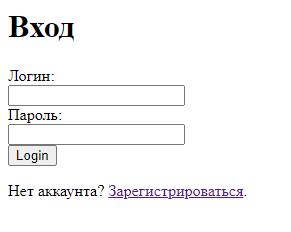 Вход
Логин:
Пароль:
Login
Нет аккаунта? Зарегистрироваться.